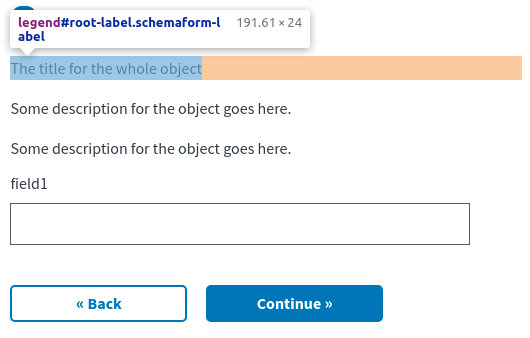 legend#root-label.schemaform-l 191.61 × 24
abel
The title for the whole object
Some description for the object goes here.
Some description for the object goes here.
field1
« Back
Continue »